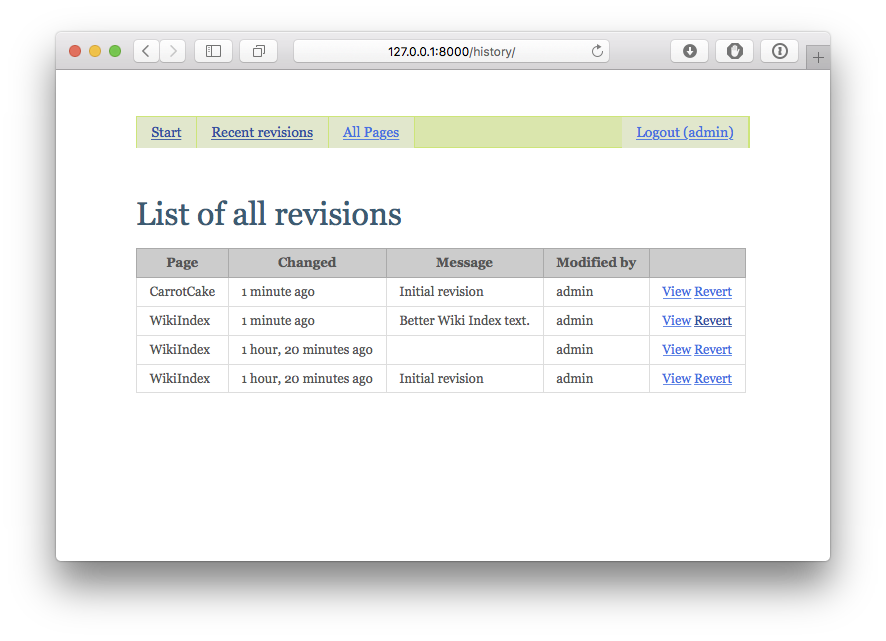 127.0.0.1:8000/history/
Start Recent revisions All Pages Logout (admin)
List of all revisions
Page Changed Message Modified by
CarrotCake 1 minute ago Initial revision admin View Revert
WikiIndex 1 minute ago Better Wiki Index text. admin View Revert
WikiIndex 1 hour, 20 minutes ago admin View Revert
WikiIndex 1 hour, 20 minutes ago Initial revision admin View Revert